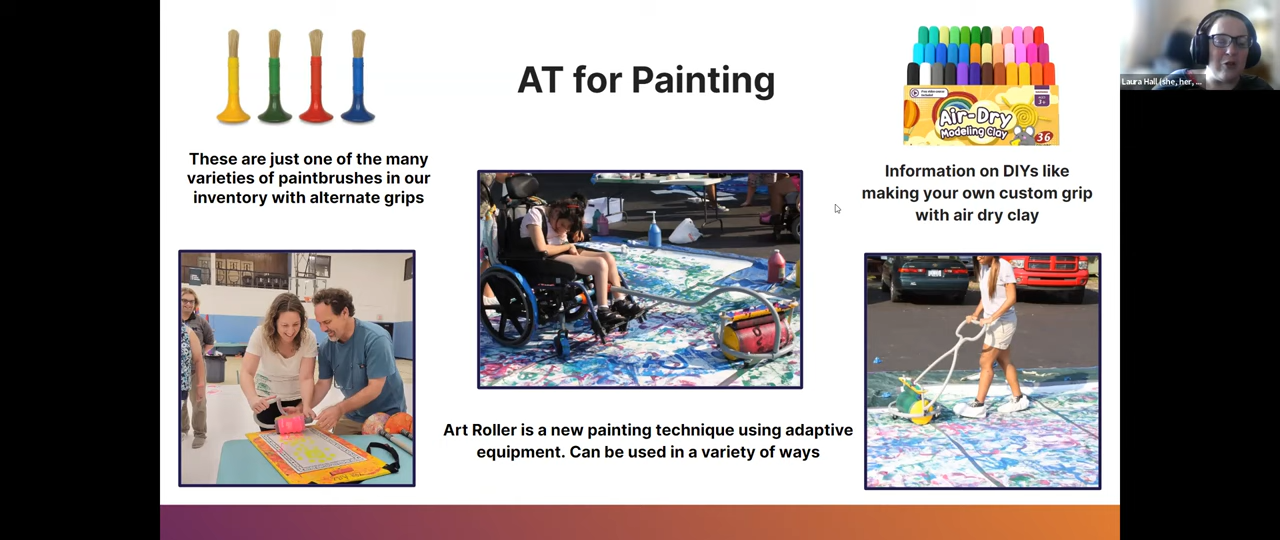 AT for Painting
These are just one of the many
varieties of paintbrushes in our
inventory with alternate grips
Air-Dry
Modeling Clay
36
Information on DIYs like
making your own custom grip
with air dry clay
Art Roller is a new painting technique using adaptive
equipment. Can be used in a variety of ways
Laura Hall (she, her, ...